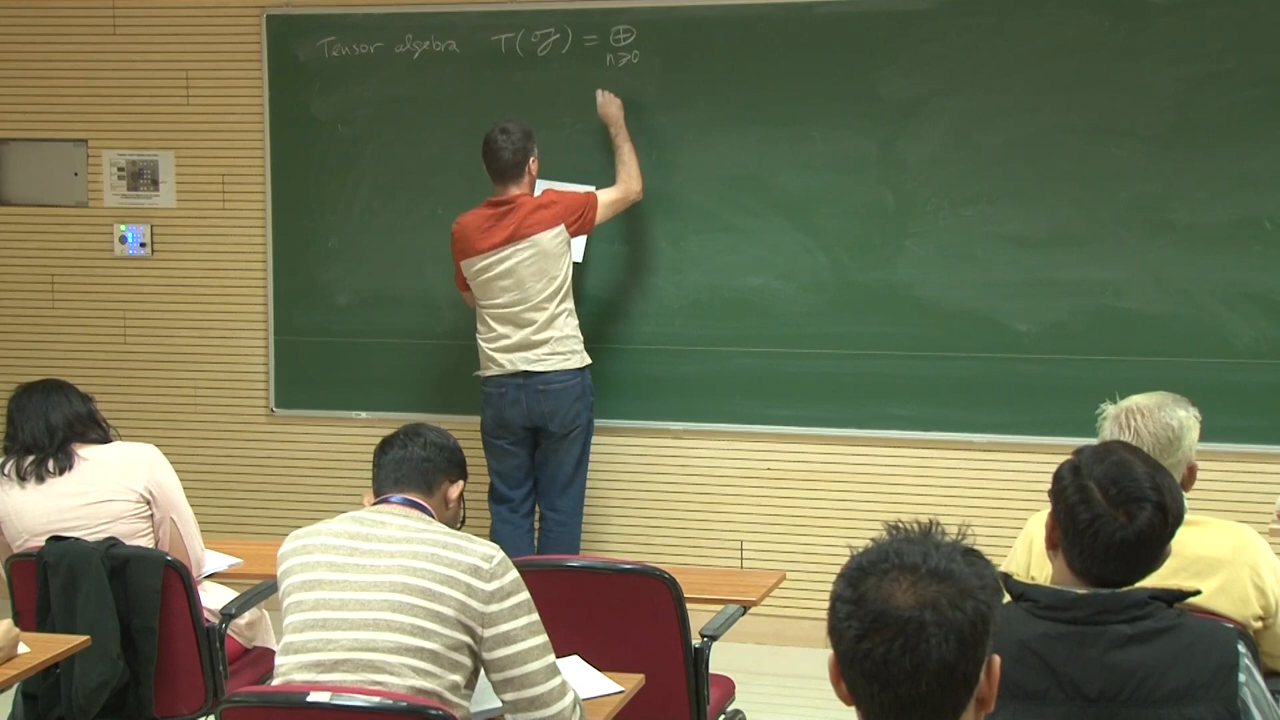 Tensor algebra T(𝒥) = ⊕
n≥0